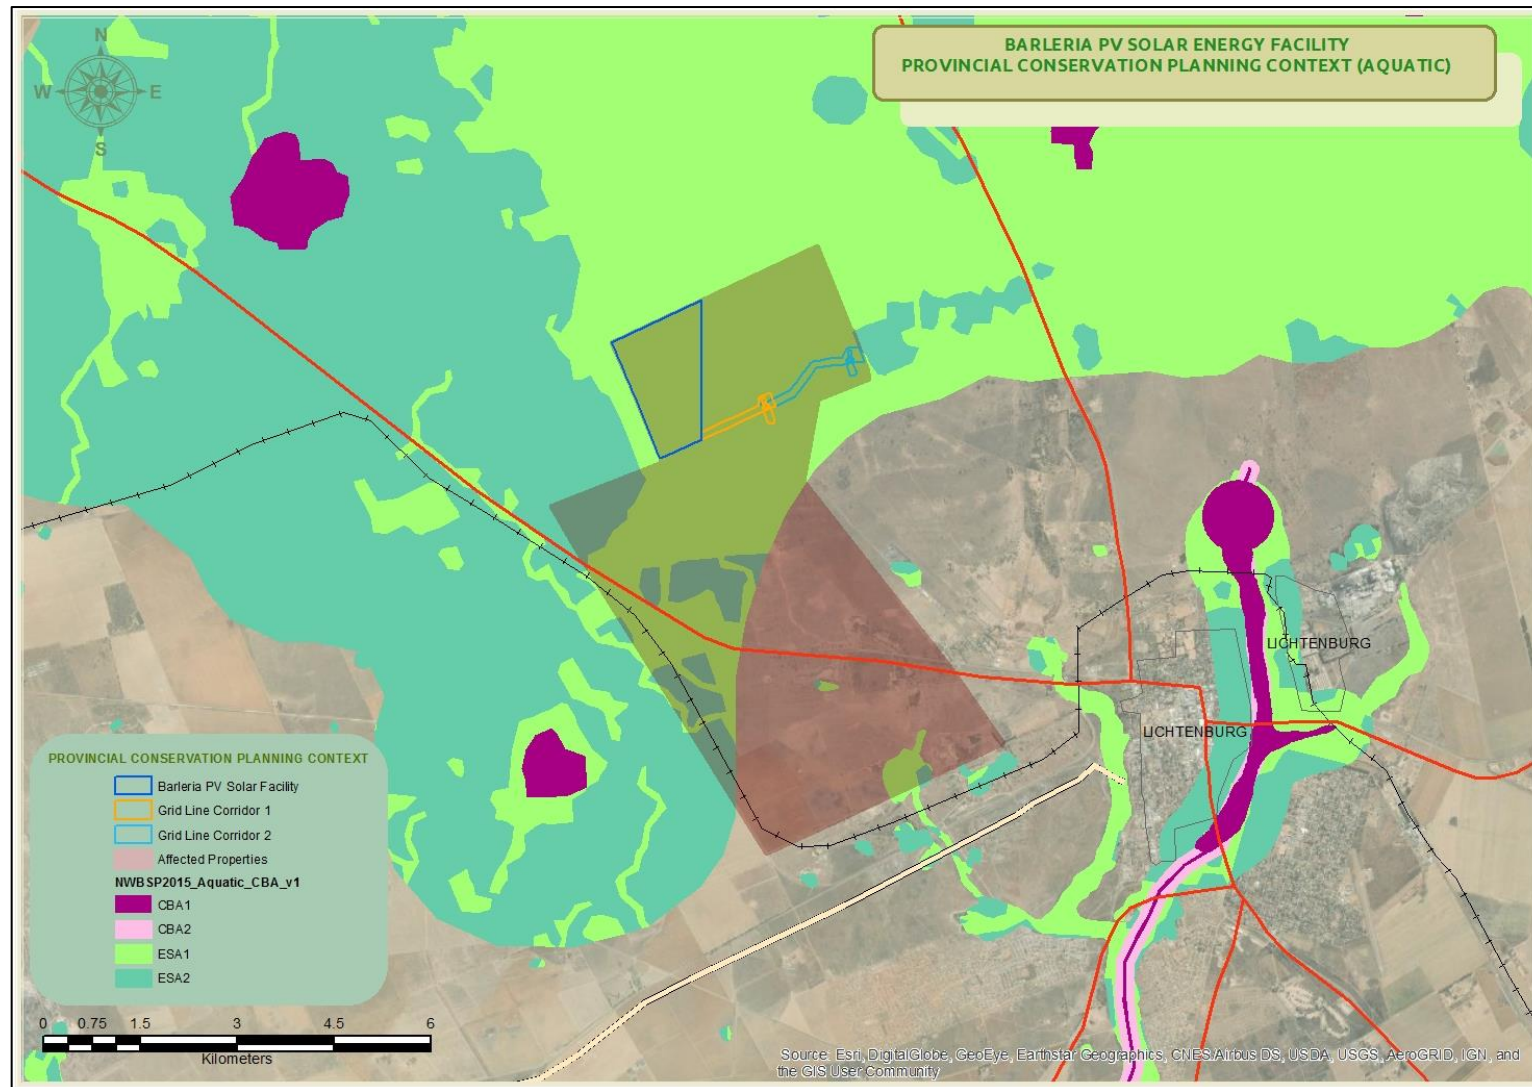 BARLERIA PV SOLAR ENERGY FACILITY
PROVINCIAL CONSERVATION PLANNING CONTEXT (AQUATIC)
N
W E
S
LICHTENBURG
LICHTENBURG
PROVINCIAL CONSERVATION PLANNING CONTEXT
Barleria PV Solar Facility
Grid Line Corridor 1
Grid Line Corridor 2
Affected Properties
NWBSP2015_Aquatic_CBA_v1
CBA1
CBA2
ESA1
ESA2
0 0.75 1.5 3 4.5 6
Kilometers
Source: Esri, DigitalGlobe, GeoEye, Earthstar Geographics, CNES/Airbus DS, USDA, USGS, AeroGRID, IGN, and
the GIS User Community